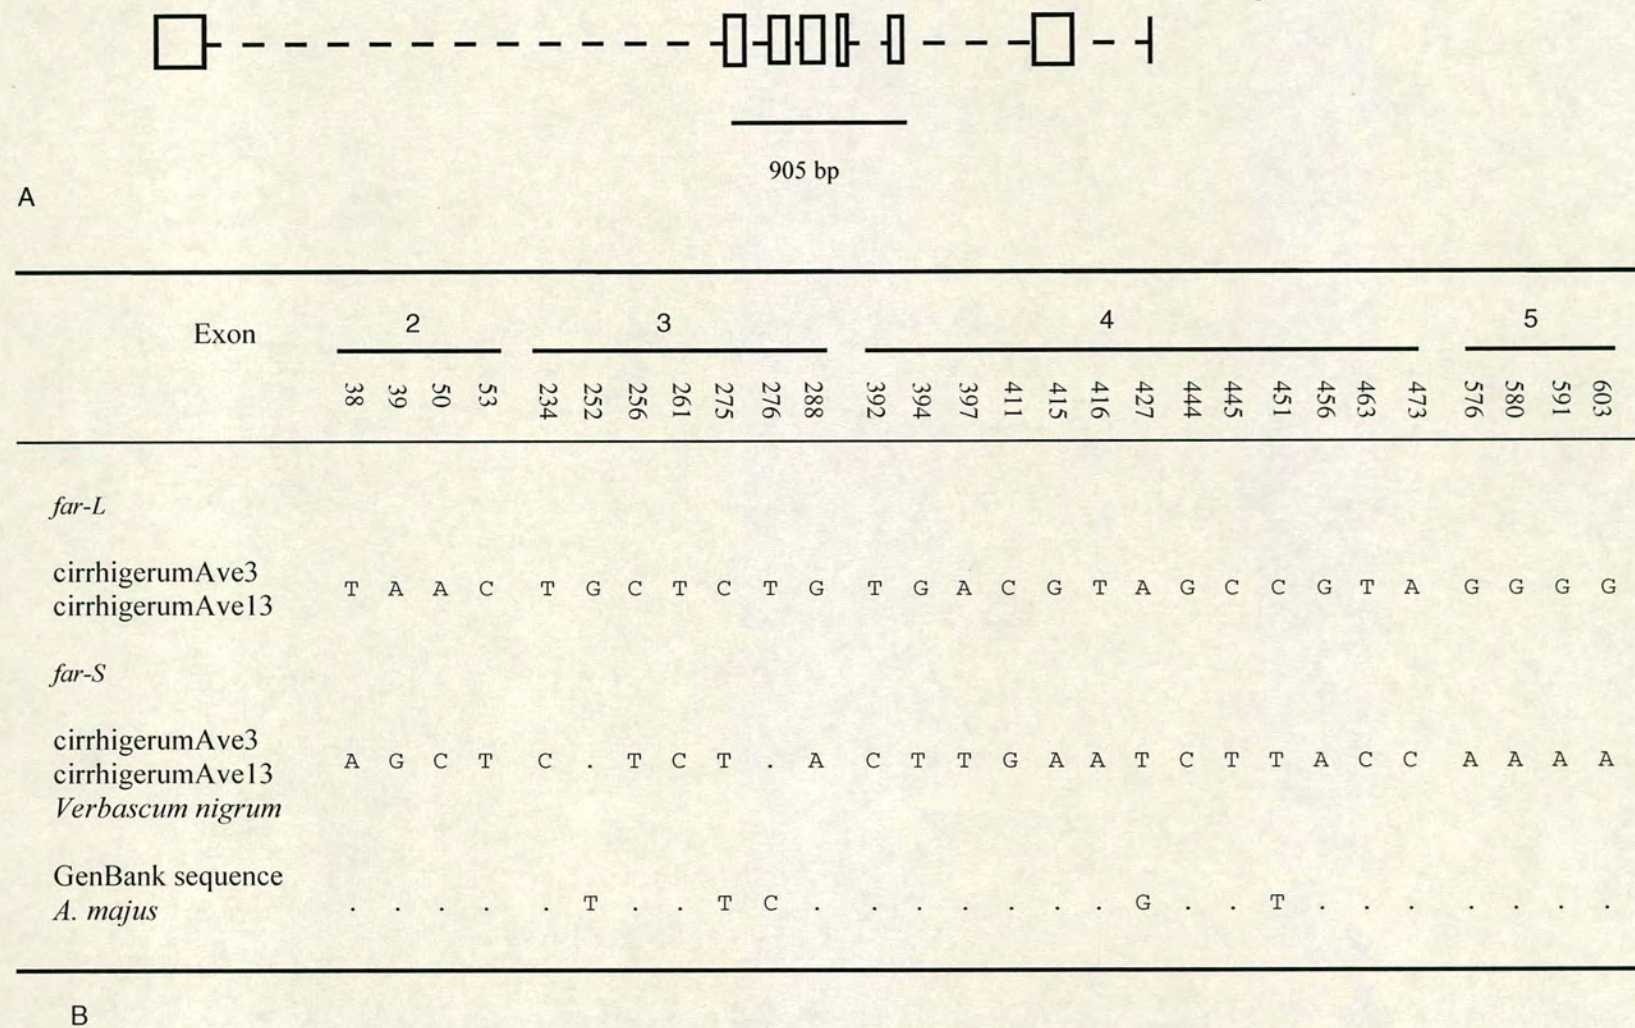 905 bp
A
Exon 2 3 4 5
38 39 50 53 234 252 256 261 275 276 288 392 394 397 411 415 416 427 444 445 451 456 463 473 576 580 591 603
far-L
cirrhigerumAve3
T A A C T G C T C T G T G A C G T A G C C G T A G G G G
cirrhigerumAve13
far-S
cirrhigerumAve3
A G C T C . T C T . A C T T G A A T C T T A C C A A A A
cirrhigerumAve13
Verbascum nigrum
GenBank sequence
A. majus . . . . . T . . T C . . . . . . . G . . T . . . . . . .
B